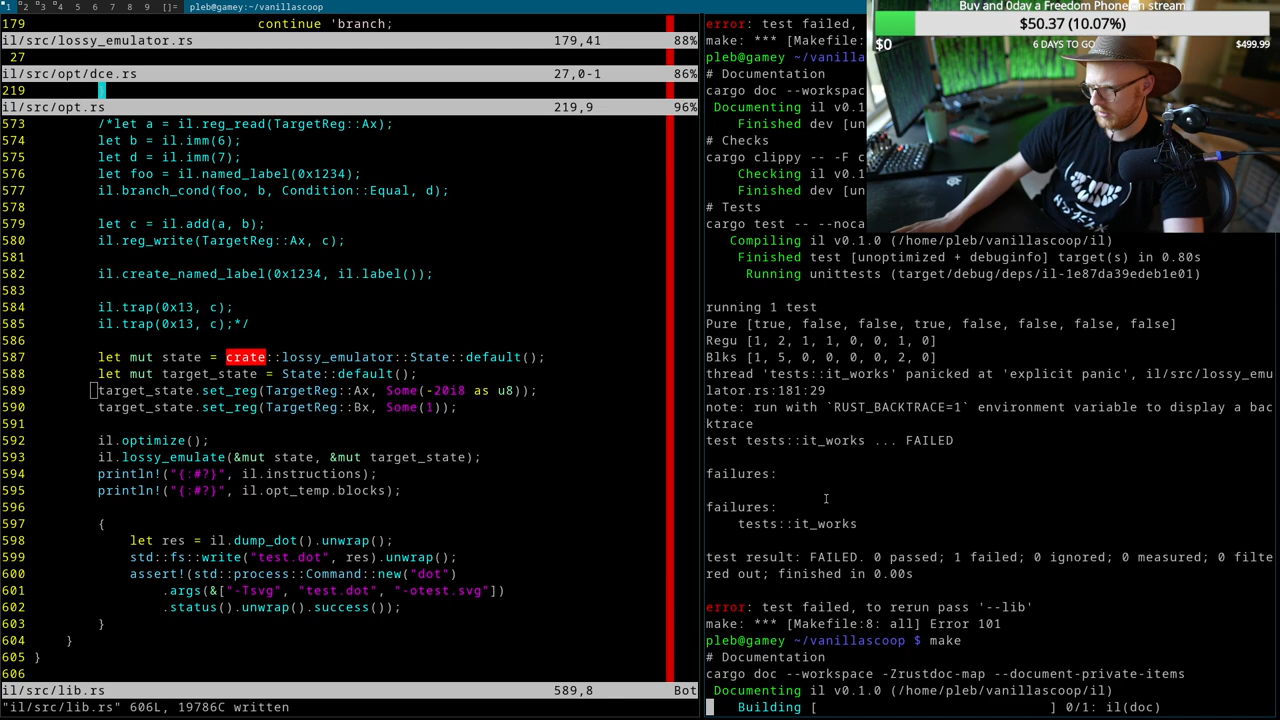 1 2 3 4 5 6 7 8 9 []= pleb@gamey:~/vanillascoop
179 continue 'branch;
il/src/lossy_emulator.rs 179,41 88%
27
il/src/opt/dce.rs 27,0-1 86%
219 }
il/src/opt.rs 219,9 96%
573 /*let a = il.reg_read(TargetReg::Ax);
574 let b = il.imm(6);
575 let d = il.imm(7);
576 let foo = il.named_label(0x1234);
577 il.branch_cond(foo, b, Condition::Equal, d);
578
579 let c = il.add(a, b);
580 il.reg_write(TargetReg::Ax, c);
581
582 il.create_named_label(0x1234, il.label());
583
584 il.trap(0x13, c);
585 il.trap(0x13, c);*/
586
587 let mut state = crate::lossy_emulator::State::default();
588 let mut target_state = State::default();
589 target_state.set_reg(TargetReg::Ax, Some(-20i8 as u8));
590 target_state.set_reg(TargetReg::Bx, Some(1));
591
592 il.optimize();
593 il.lossy_emulate(&mut state, &mut target_state);
594 println!("{:#?}", il.instructions);
595 println!("{:#?}", il.opt_temp.blocks);
596
597 {
598 let res = il.dump_dot().unwrap();
599 std::fs::write("test.dot", res).unwrap();
600 assert!(std::process::Command::new("dot")
601 .args(&["-Tsvg", "test.dot", "-otest.svg"])
602 .status().unwrap().success());
603 }
604 }
605 }
606
il/src/lib.rs 589,8 Bot
"il/src/lib.rs" 606L, 19786C written
error: test failed,
make: *** [Makefile:8
pleb@gamey ~/vanilla
# Documentation
cargo doc --workspac
Documenting il v0.1
Finished dev [un
# Checks
cargo clippy -- -F c
Checking il v0.1
Finished dev [un
# Tests
cargo test -- --noca
Compiling il v0.1.0 (/home/pleb/vanillascoop/il)
Finished test [unoptimized + debuginfo] target(s) in 0.80s
Running unittests (target/debug/deps/il-1e87da39edeb1e01)
running 1 test
Pure [true, false, false, true, false, false, false, false]
Regu [1, 2, 1, 1, 0, 0, 1, 0]
Blks [1, 5, 0, 0, 0, 0, 2, 0]
thread 'tests::it_works' panicked at 'explicit panic', il/src/lossy_emu
lator.rs:181:29
note: run with `RUST_BACKTRACE=1` environment variable to display a bac
ktrace
test tests::it_works ... FAILED
failures:
failures:
tests::it_works
test result: FAILED. 0 passed; 1 failed; 0 ignored; 0 measured; 0 filte
red out; finished in 0.00s
error: test failed, to rerun pass '--lib'
make: *** [Makefile:8: all] Error 101
pleb@gamey ~/vanillascoop $ make
# Documentation
cargo doc --workspace -Zrustdoc-map --document-private-items
Documenting il v0.1.0 (/home/pleb/vanillascoop/il)
Building [ ] 0/1: il(doc)
Buy and 0day a Freedom Phone on stream
$50.37 (10.07%)
$0 6 DAYS TO GO $499.99